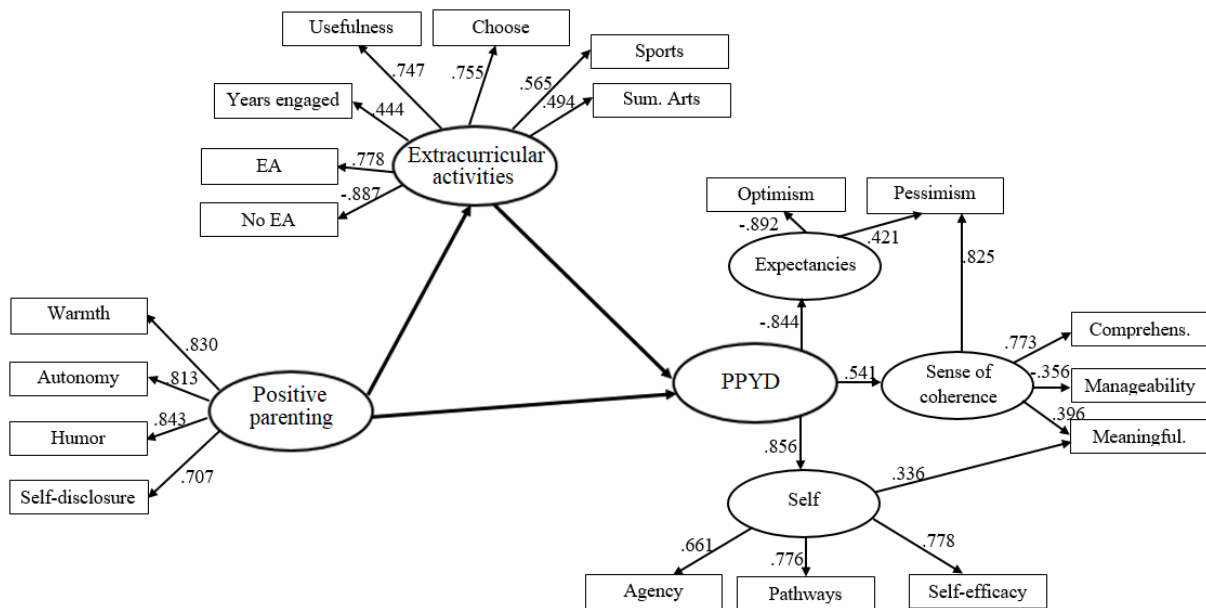 Usefulness
Choose
Sports
.747
.755
.565
Years engaged
.444
.494
Sum. Arts
Extracurricular
activities
EA
.778
-.887
No EA
Optimism
Pessimism
-.892
.421
Expectancies
.825
-.844
Warmth
.830
Autonomy
.813
Positive
parenting
Humor
.843
Self-disclosure
.707
PPYD
.541
Sense of
coherence
.773
Comprehens.
-.356
Manageability
.396
Meaningful.
.856
.336
Self
.661
.776
.778
Agency
Pathways
Self-efficacy